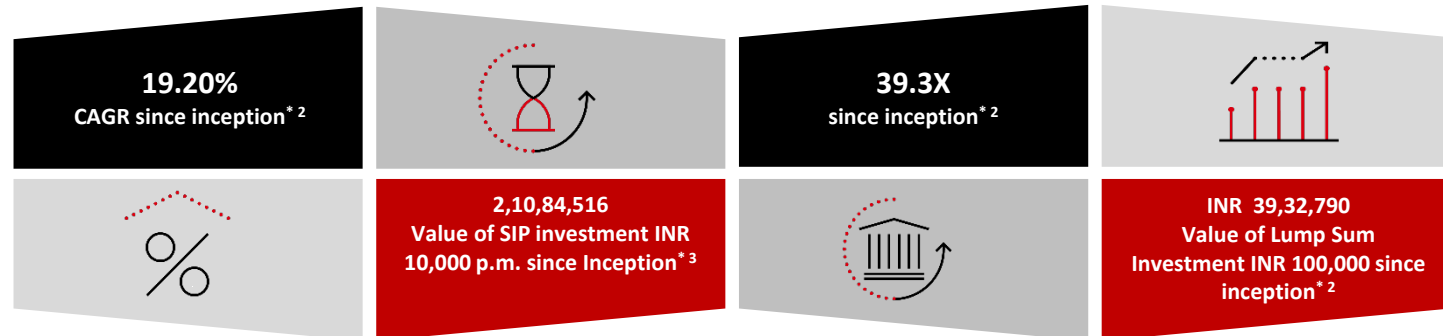 19.20%
CAGR since inception* 2
39.3X
since inception* 2
2,10,84,516
Value of SIP investment INR
10,000 p.m. since Inception* 3
INR 39,32,790
Value of Lump Sum
Investment INR 100,000 since
inception* 2